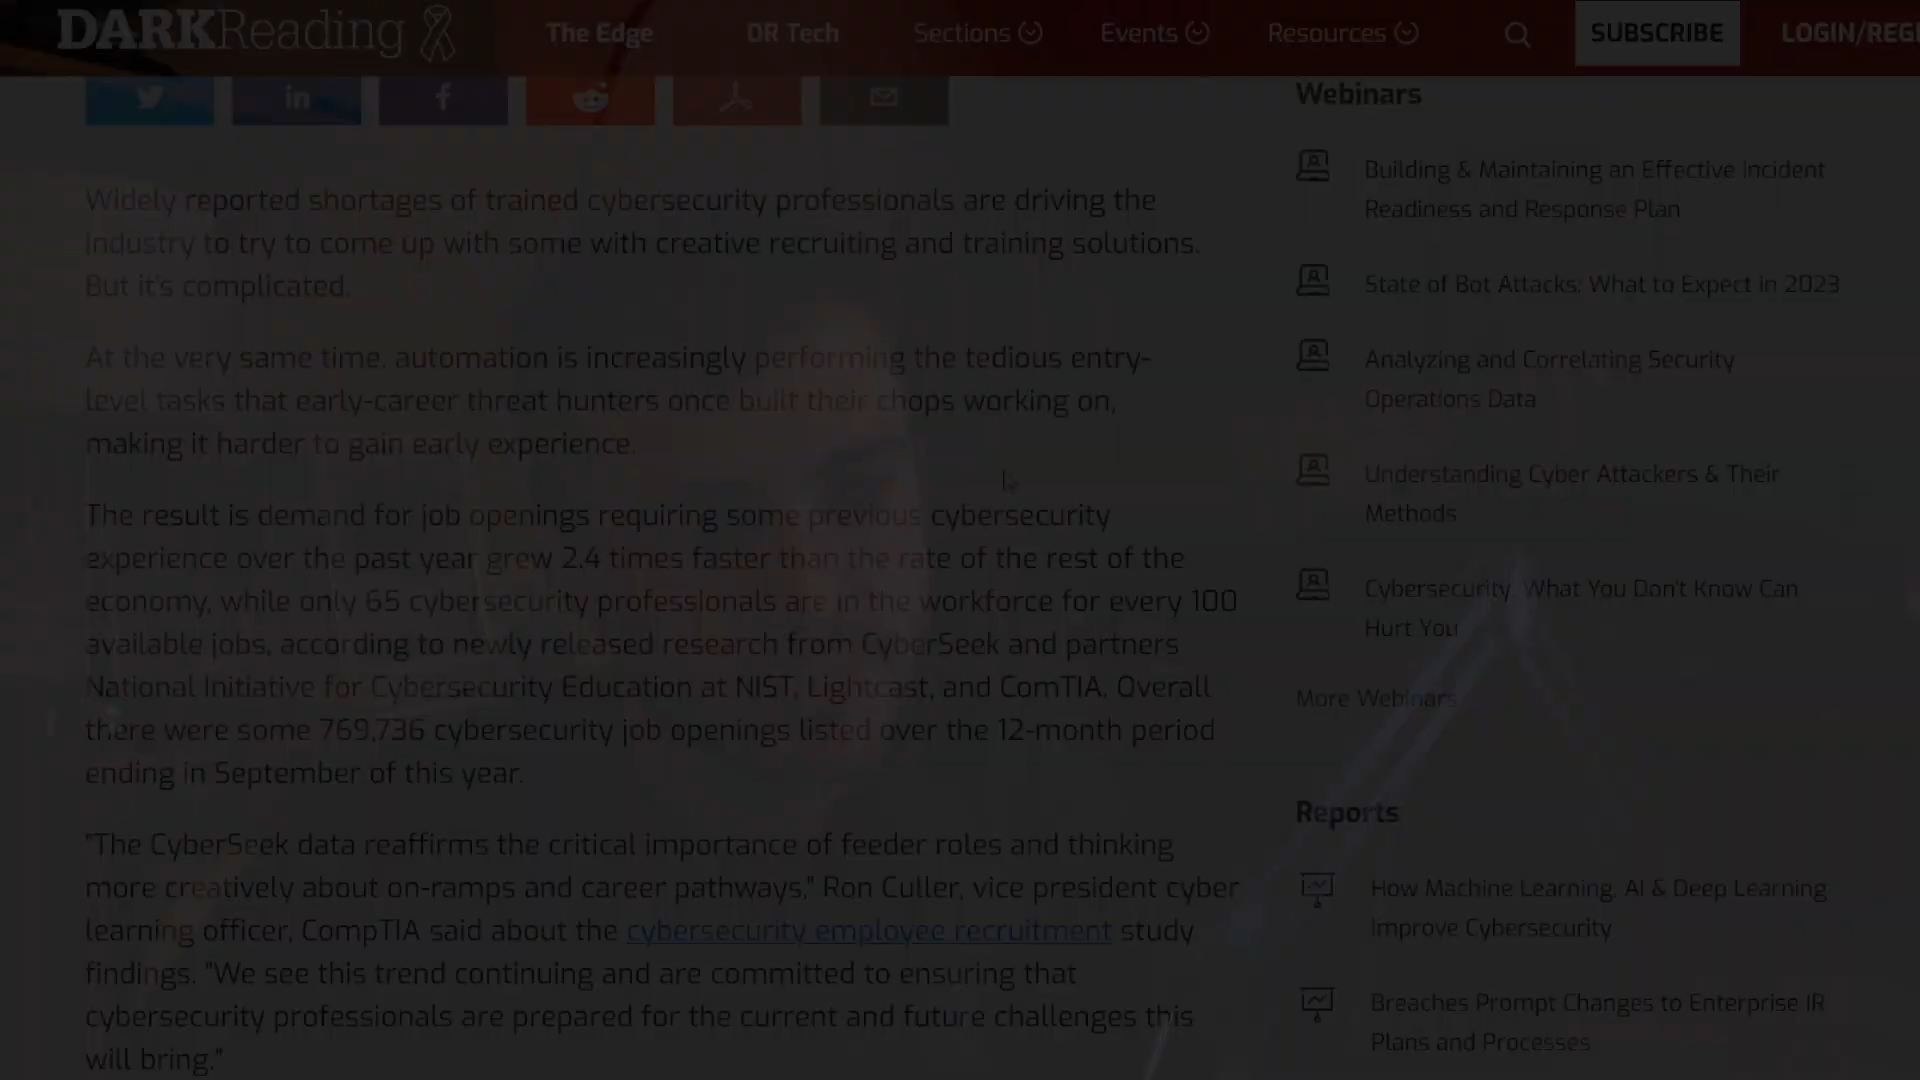 DARKReading
The Edge
DR Tech
Sections
Events
Resources
SUBSCRIBE
LOGIN/REGI
Widely reported shortages of trained cybersecurity professionals are driving the
industry to try to come up with some with creative recruiting and training solutions.
But it's complicated.
At the very same time, automation is increasingly performing the tedious entry-
level tasks that early-career threat hunters once built their chops working on,
making it harder to gain early experience.
The result is demand for job openings requiring some previous cybersecurity
experience over the past year grew 2.4 times faster than the rate of the rest of the
economy, while only 65 cybersecurity professionals are in the workforce for every 100
available jobs, according to newly released research from CyberSeek and partners
National Initiative for Cybersecurity Education at NIST, Lightcast, and ComTIA. Overall
there were some 769,736 cybersecurity job openings listed over the 12-month period
ending in September of this year.
"The CyberSeek data reaffirms the critical importance of feeder roles and thinking
more creatively about on-ramps and career pathways," Ron Culler, vice president cyber
learning officer, CompTIA said about the cybersecurity employee recruitment study
findings. "We see this trend continuing and are committed to ensuring that
cybersecurity professionals are prepared for the current and future challenges this
will bring."
Webinars
Building & Maintaining an Effective Incident
Readiness and Response Plan
State of Bot Attacks: What to Expect in 2023
Analyzing and Correlating Security
Operations Data
Understanding Cyber Attackers & Their
Methods
Cybersecurity: What You Don't Know Can
Hurt You
More Webinars
Reports
How Machine Learning, AI & Deep Learning
Improve Cybersecurity
Breaches Prompt Changes to Enterprise IR
Plans and Processes